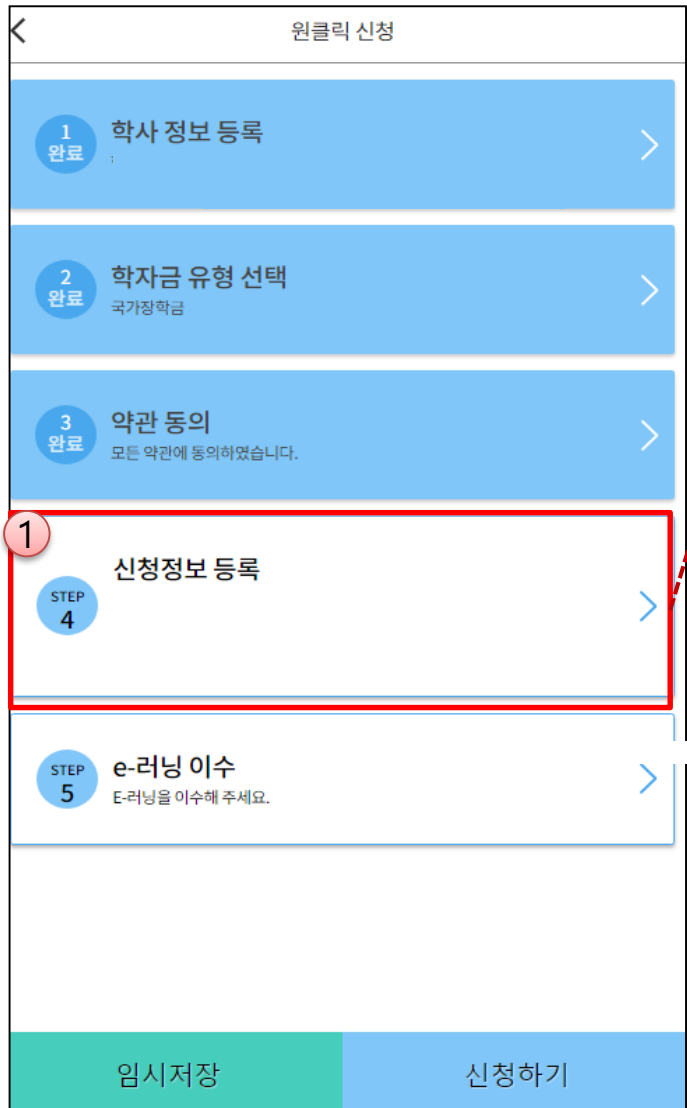 원클릭 신청
1
완료
학사 정보 등록
2
완료
학자금 유형 선택
국가장학금
3
완료
약관 동의
모든 약관에 동의하였습니다.
1
신청정보 등록
STEP
4
e-러닝 이수
STEP
5
E-러닝을 이수해 주세요.
임시저장
신청하기